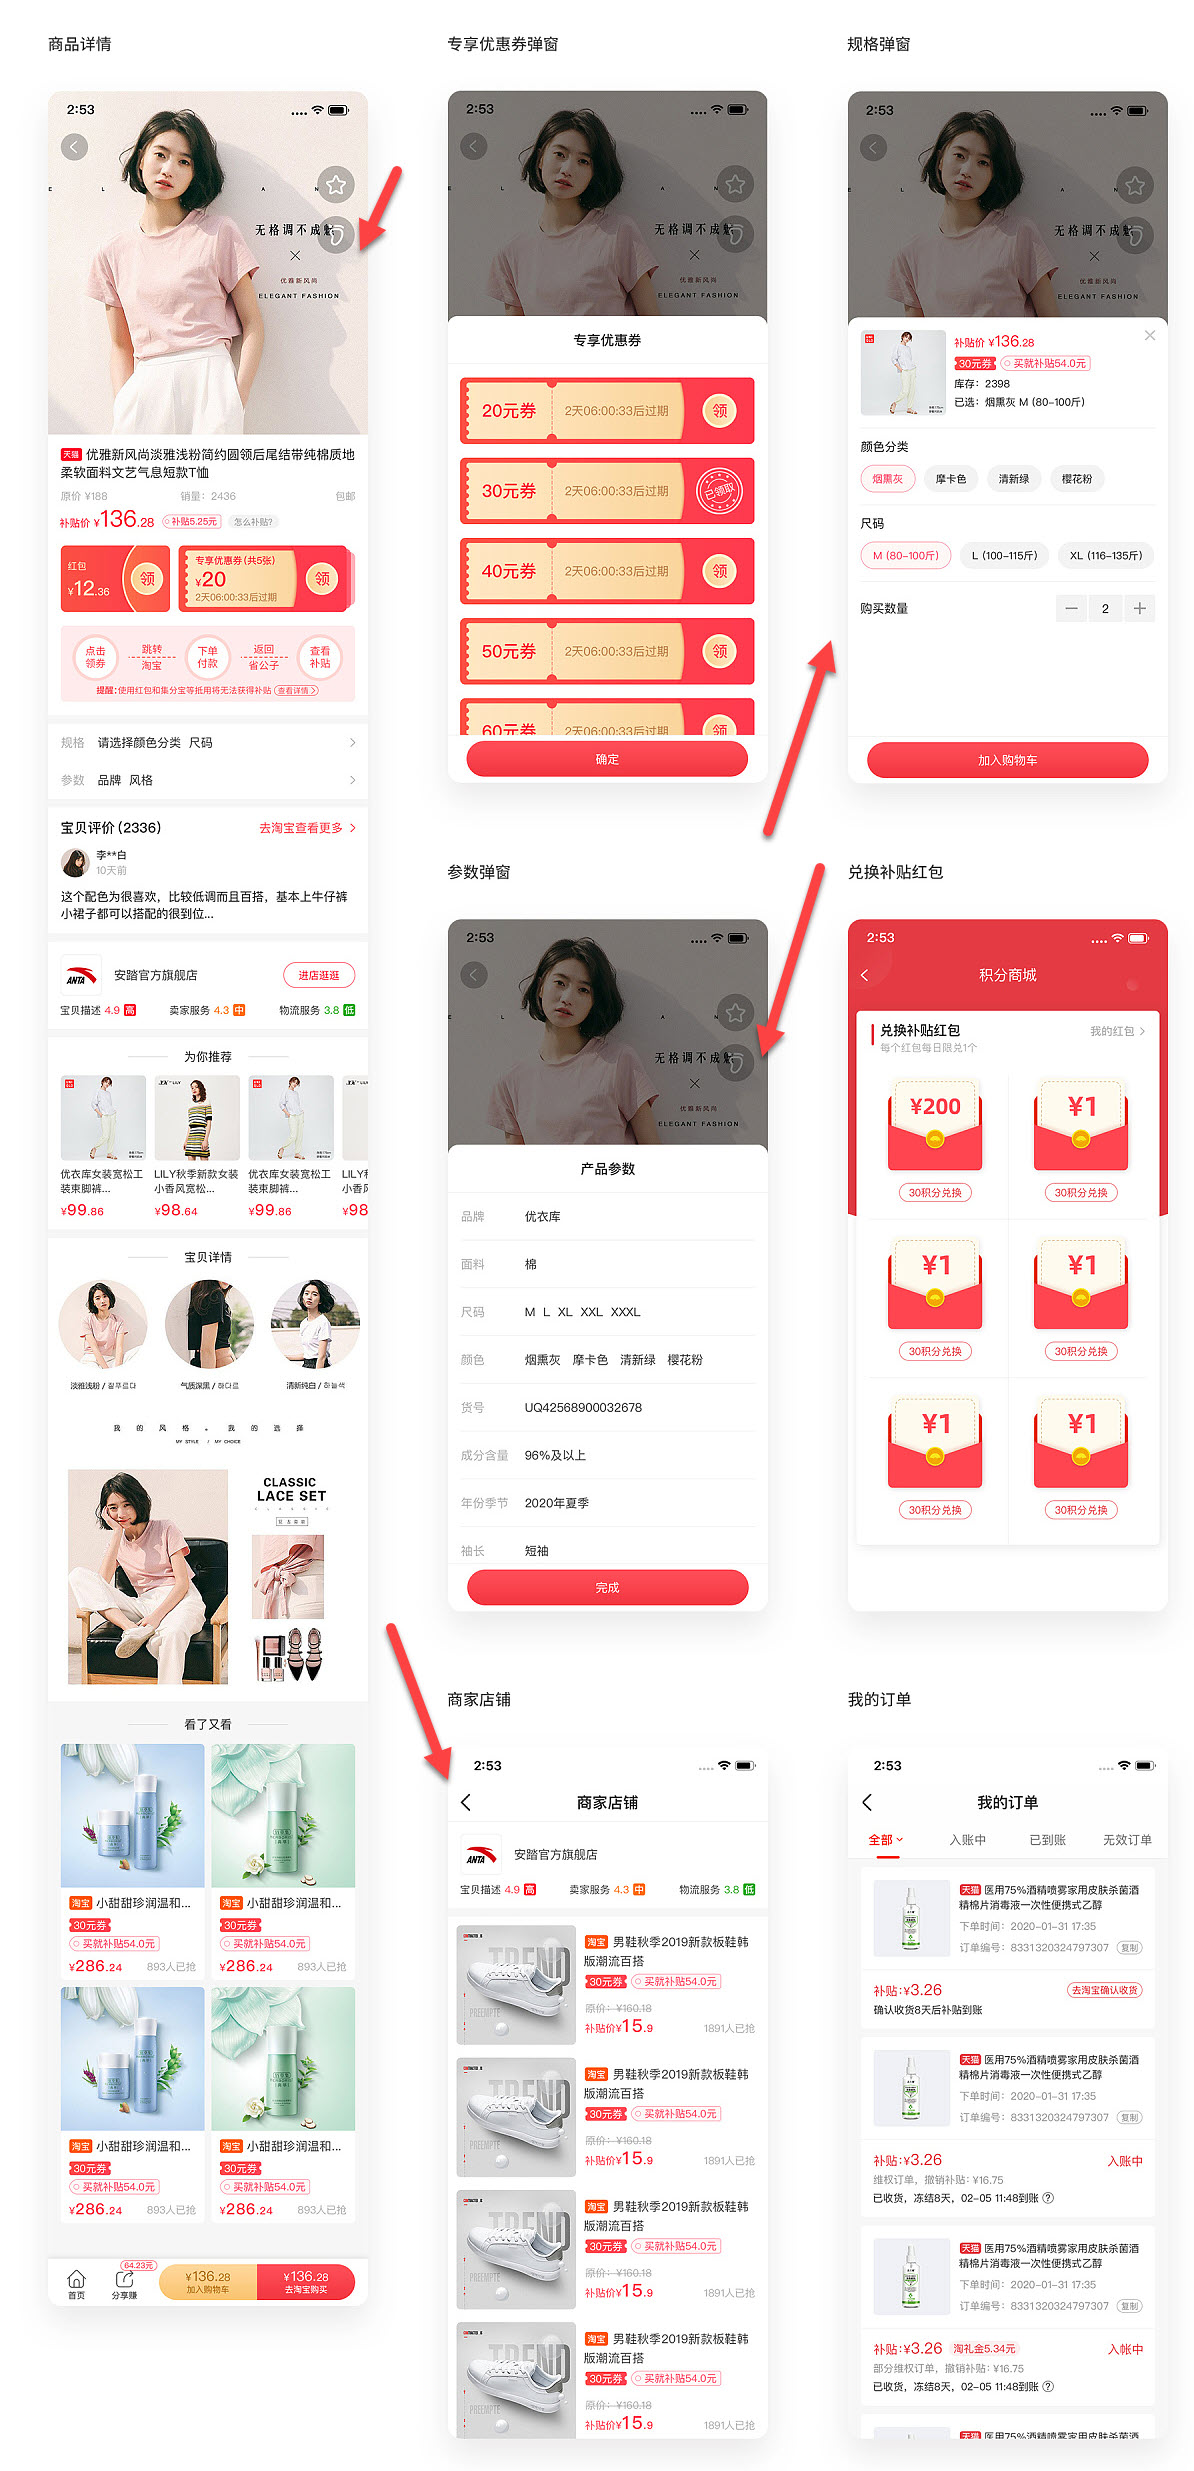 商品详情
2:53
E L A N
无格调不成魅
×
优雅新风尚
ELEGANT FASHION
天猫 优雅新风尚淡雅浅粉简约圆领后尾结带纯棉质地
柔软面料文艺气息短款T恤
原价 ¥188 销量：2436 包邮
补贴价 ¥136.28 补贴5.25元 怎么补贴?
红包
¥12.36
领
专享优惠券 (共5张)
¥20
2天06:00:33后过期
领
点击
领券
跳转
淘宝
下单
付款
返回
省公子
查看
补贴
提醒：使用红包和集分宝等抵用将无法获得补贴 查看详情
规格 请选择颜色分类 尺码
参数 品牌 风格
宝贝评价 (2336) 去淘宝查看更多
李**白
10天前
这个配色为很喜欢，比较低调而且百搭，基本上牛仔裤
小裙子都可以搭配的很到位...
ANTA 安踏官方旗舰店 进店逛逛
宝贝描述 4.9 高 卖家服务 4.3 中 物流服务 3.8 低
为你推荐
优衣库女装宽松工
装束脚裤...
¥99.86
LILY秋季新款女装
小香风宽松...
¥98.64
优衣库女装宽松工
装束脚裤...
¥99.86
LILY秋
小香风
¥98
宝贝详情
淡雅浅粉 / 잘푸르다
气质深黑 / 하다르
清新纯白 / 하늘색
我 的 风 格 。 我 的 选 择
MY STYLE / MY CHOICE
CLASSIC
LACE SET
看了又看
淘宝 小甜甜珍润温和...
30元券
买就补贴54.0元
¥286.24 893人已抢
淘宝 小甜甜珍润温和...
30元券
买就补贴54.0元
¥286.24 893人已抢
淘宝 小甜甜珍润温和...
30元券
买就补贴54.0元
¥286.24 893人已抢
淘宝 小甜甜珍润温和...
30元券
买就补贴54.0元
¥286.24 893人已抢
首页
64.23元
分享赚
¥136.28
加入购物车
¥136.28
去淘宝购买
专享优惠券弹窗
2:53
E L A N
无格调不成魅
×
优雅新风尚
ELEGANT FASHION
专享优惠券
20元券 2天06:00:33后过期 领
30元券 2天06:00:33后过期 已领取
40元券 2天06:00:33后过期 领
50元券 2天06:00:33后过期 领
60元券 2天06:00:33后过期 领
确定
规格弹窗
2:53
E L A N
无格调不成魅
×
优雅新风尚
ELEGANT FASHION
补贴价 ¥136.28
30元券 买就补贴54.0元
库存：2398
已选：烟熏灰 M (80-100斤)
颜色分类
烟熏灰 摩卡色 清新绿 樱花粉
尺码
M (80-100斤) L (100-115斤) XL (116-135斤)
购买数量 — 2 +
加入购物车
参数弹窗
2:53
E L A N
无格调不成魅
×
优雅新风尚
ELEGANT FASHION
产品参数
品牌 优衣库
面料 棉
尺码 M L XL XXL XXXL
颜色 烟熏灰 摩卡色 清新绿 樱花粉
货号 UQ42568900032678
成分含量 96%及以上
年份季节 2020年夏季
袖长 短袖
完成
兑换补贴红包
2:53
积分商城
兑换补贴红包 我的红包
每个红包每日限兑1个
¥200
30积分兑换
¥1
30积分兑换
¥1
30积分兑换
¥1
30积分兑换
¥1
30积分兑换
¥1
30积分兑换
商家店铺
2:53
商家店铺
ANTA 安踏官方旗舰店
宝贝描述 4.9 高 卖家服务 4.3 中 物流服务 3.8 低
TREND
PREEMPTE
淘宝 男鞋秋季2019新款板鞋韩
版潮流百搭
30元券 买就补贴54.0元
原价：¥160.18
补贴价¥15.9 1891人已抢
TREND
PREEMPTE
淘宝 男鞋秋季2019新款板鞋韩
版潮流百搭
30元券 买就补贴54.0元
原价：¥160.18
补贴价¥15.9 1891人已抢
TREND
PREEMPTE
淘宝 男鞋秋季2019新款板鞋韩
版潮流百搭
30元券 买就补贴54.0元
原价：¥160.18
补贴价¥15.9 1891人已抢
TREND
PREEMPTE
淘宝 男鞋秋季2019新款板鞋韩
版潮流百搭
30元券 买就补贴54.0元
原价：¥160.18
补贴价¥15.9 1891人已抢
我的订单
2:53
我的订单
全部 入账中 已到账 无效订单
天猫 医用75%酒精喷雾家用皮肤杀菌酒
精棉片消毒液一次性便携式乙醇
下单时间：2020-01-31 17:35
订单编号：8331320324797307 复制
补贴:¥3.26 去淘宝确认收货
确认收货8天后补贴到账
天猫 医用75%酒精喷雾家用皮肤杀菌酒
精棉片消毒液一次性便携式乙醇
下单时间：2020-01-31 17:35
订单编号：8331320324797307 复制
补贴:¥3.26 入账中
维权订单，撤销补贴：¥16.75
已收货，冻结8天，02-05 11:48到账 ?
天猫 医用75%酒精喷雾家用皮肤杀菌酒
精棉片消毒液一次性便携式乙醇
下单时间：2020-01-31 17:35
订单编号：8331320324797307 复制
补贴:¥3.26 淘礼金5.34元 入帐中
部分维权订单，撤销补贴：¥16.75
已收货，冻结8天，02-05 11:48到账 ?
天猫 医用75%酒精喷雾家用皮肤杀菌酒